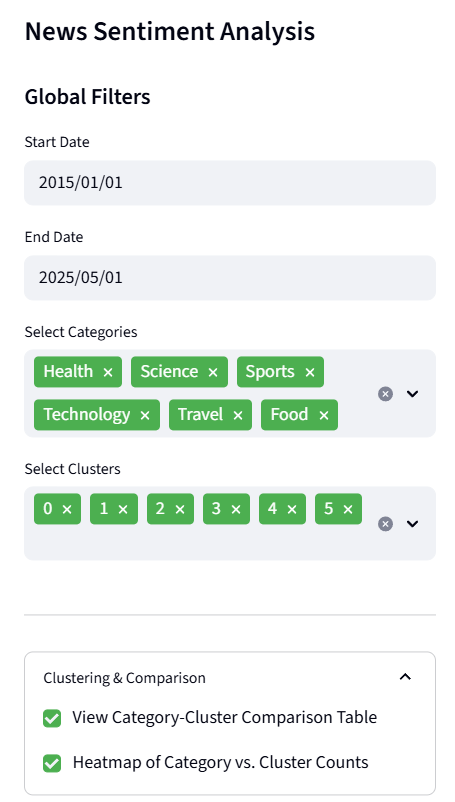 News Sentiment Analysis
Global Filters
Start Date
2015/01/01
End Date
2025/05/01
Select Categories
Health × Science × Sports ×
Technology × Travel × Food ×
Select Clusters
0 × 1 × 2 × 3 × 4 × 5 ×
Clustering & Comparison
View Category-Cluster Comparison Table
Heatmap of Category vs. Cluster Counts